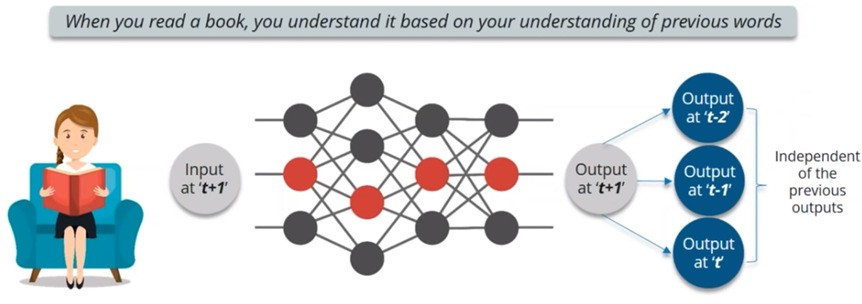 When you read a book, you understand it based on your understanding of previous words
Input
at ‘t+1’
Output
at ‘t+1’
Output
at ‘t-2’
Output
at ‘t-1’
Output
at ‘t’
Independent
of the
previous
outputs